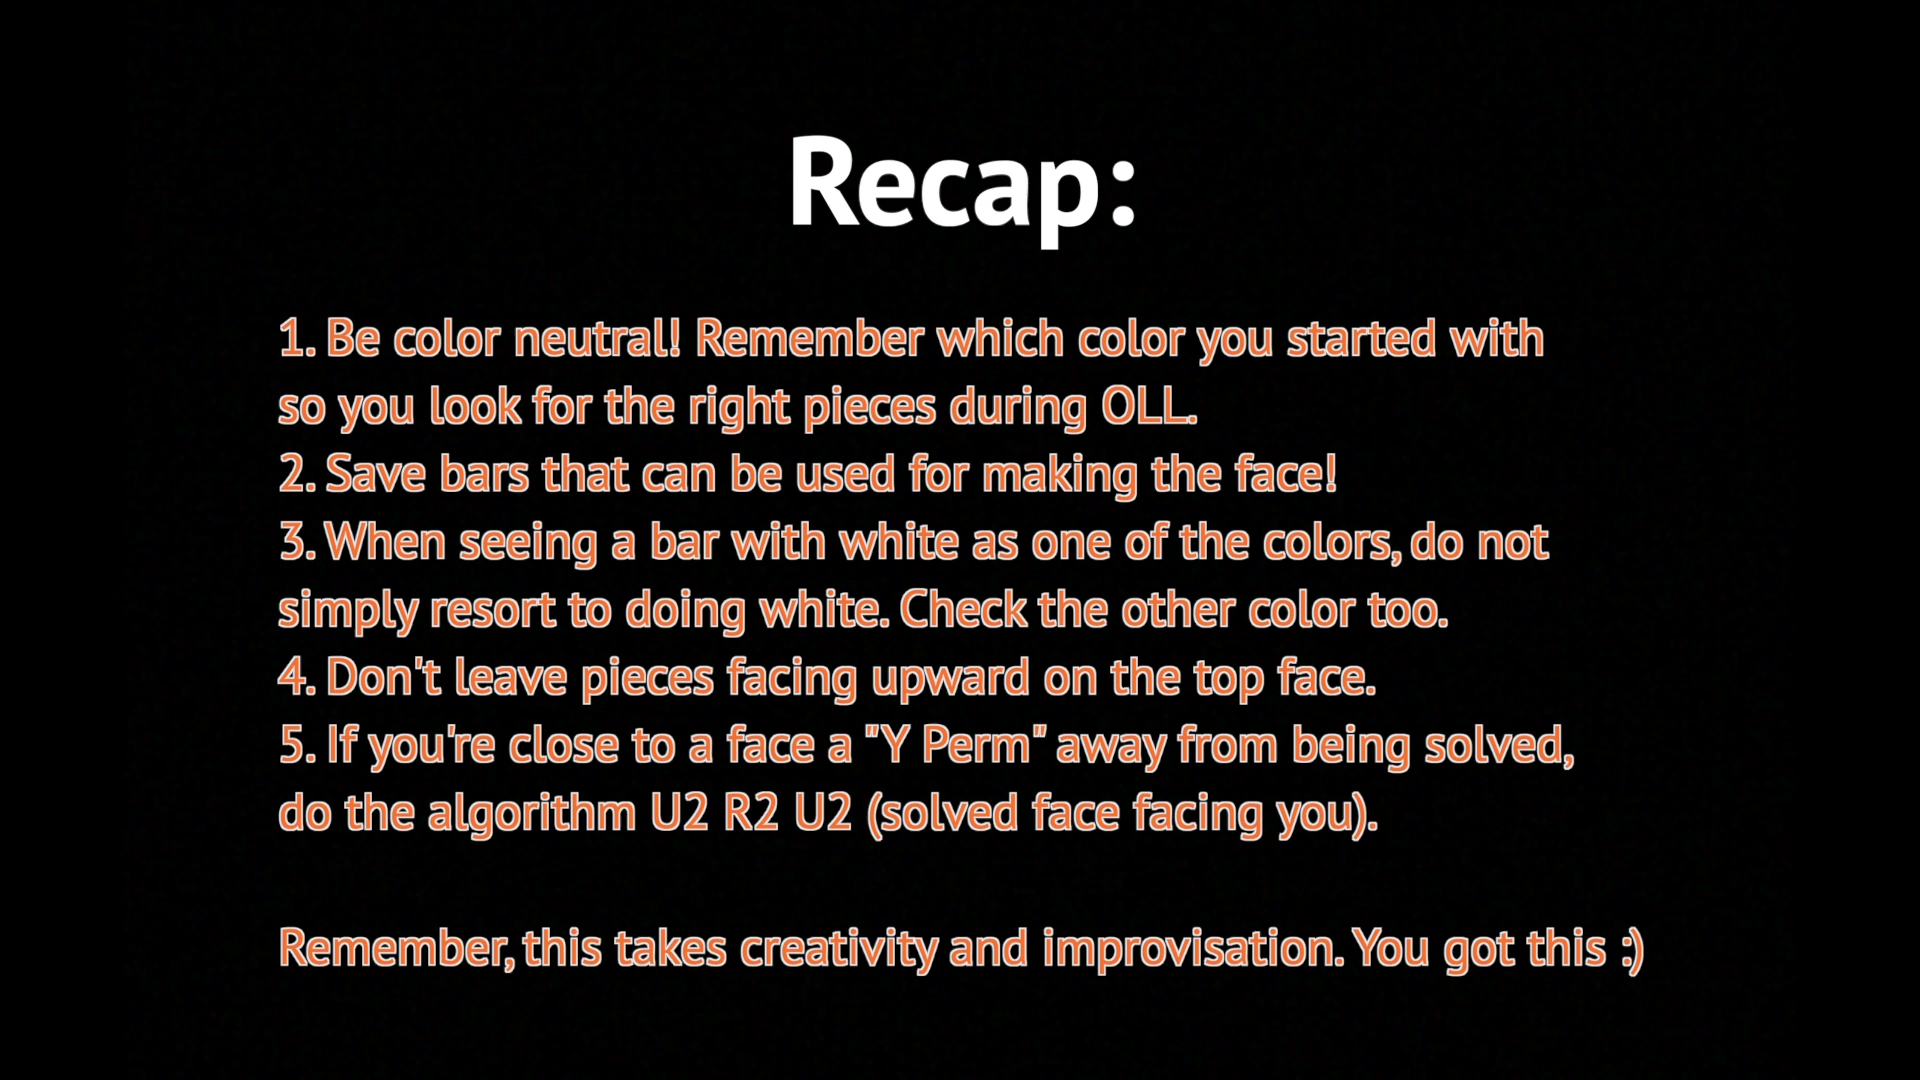 Recap:
1. Be color neutral! Remember which color you started with
so you look for the right pieces during OLL.
2. Save bars that can be used for making the face!
3. When seeing a bar with white as one of the colors, do not
simply resort to doing white. Check the other color too.
4. Don't leave pieces facing upward on the top face.
5. If you're close to a face a "Y Perm" away from being solved,
do the algorithm U2 R2 U2 (solved face facing you).
Remember, this takes creativity and improvisation. You got this :)